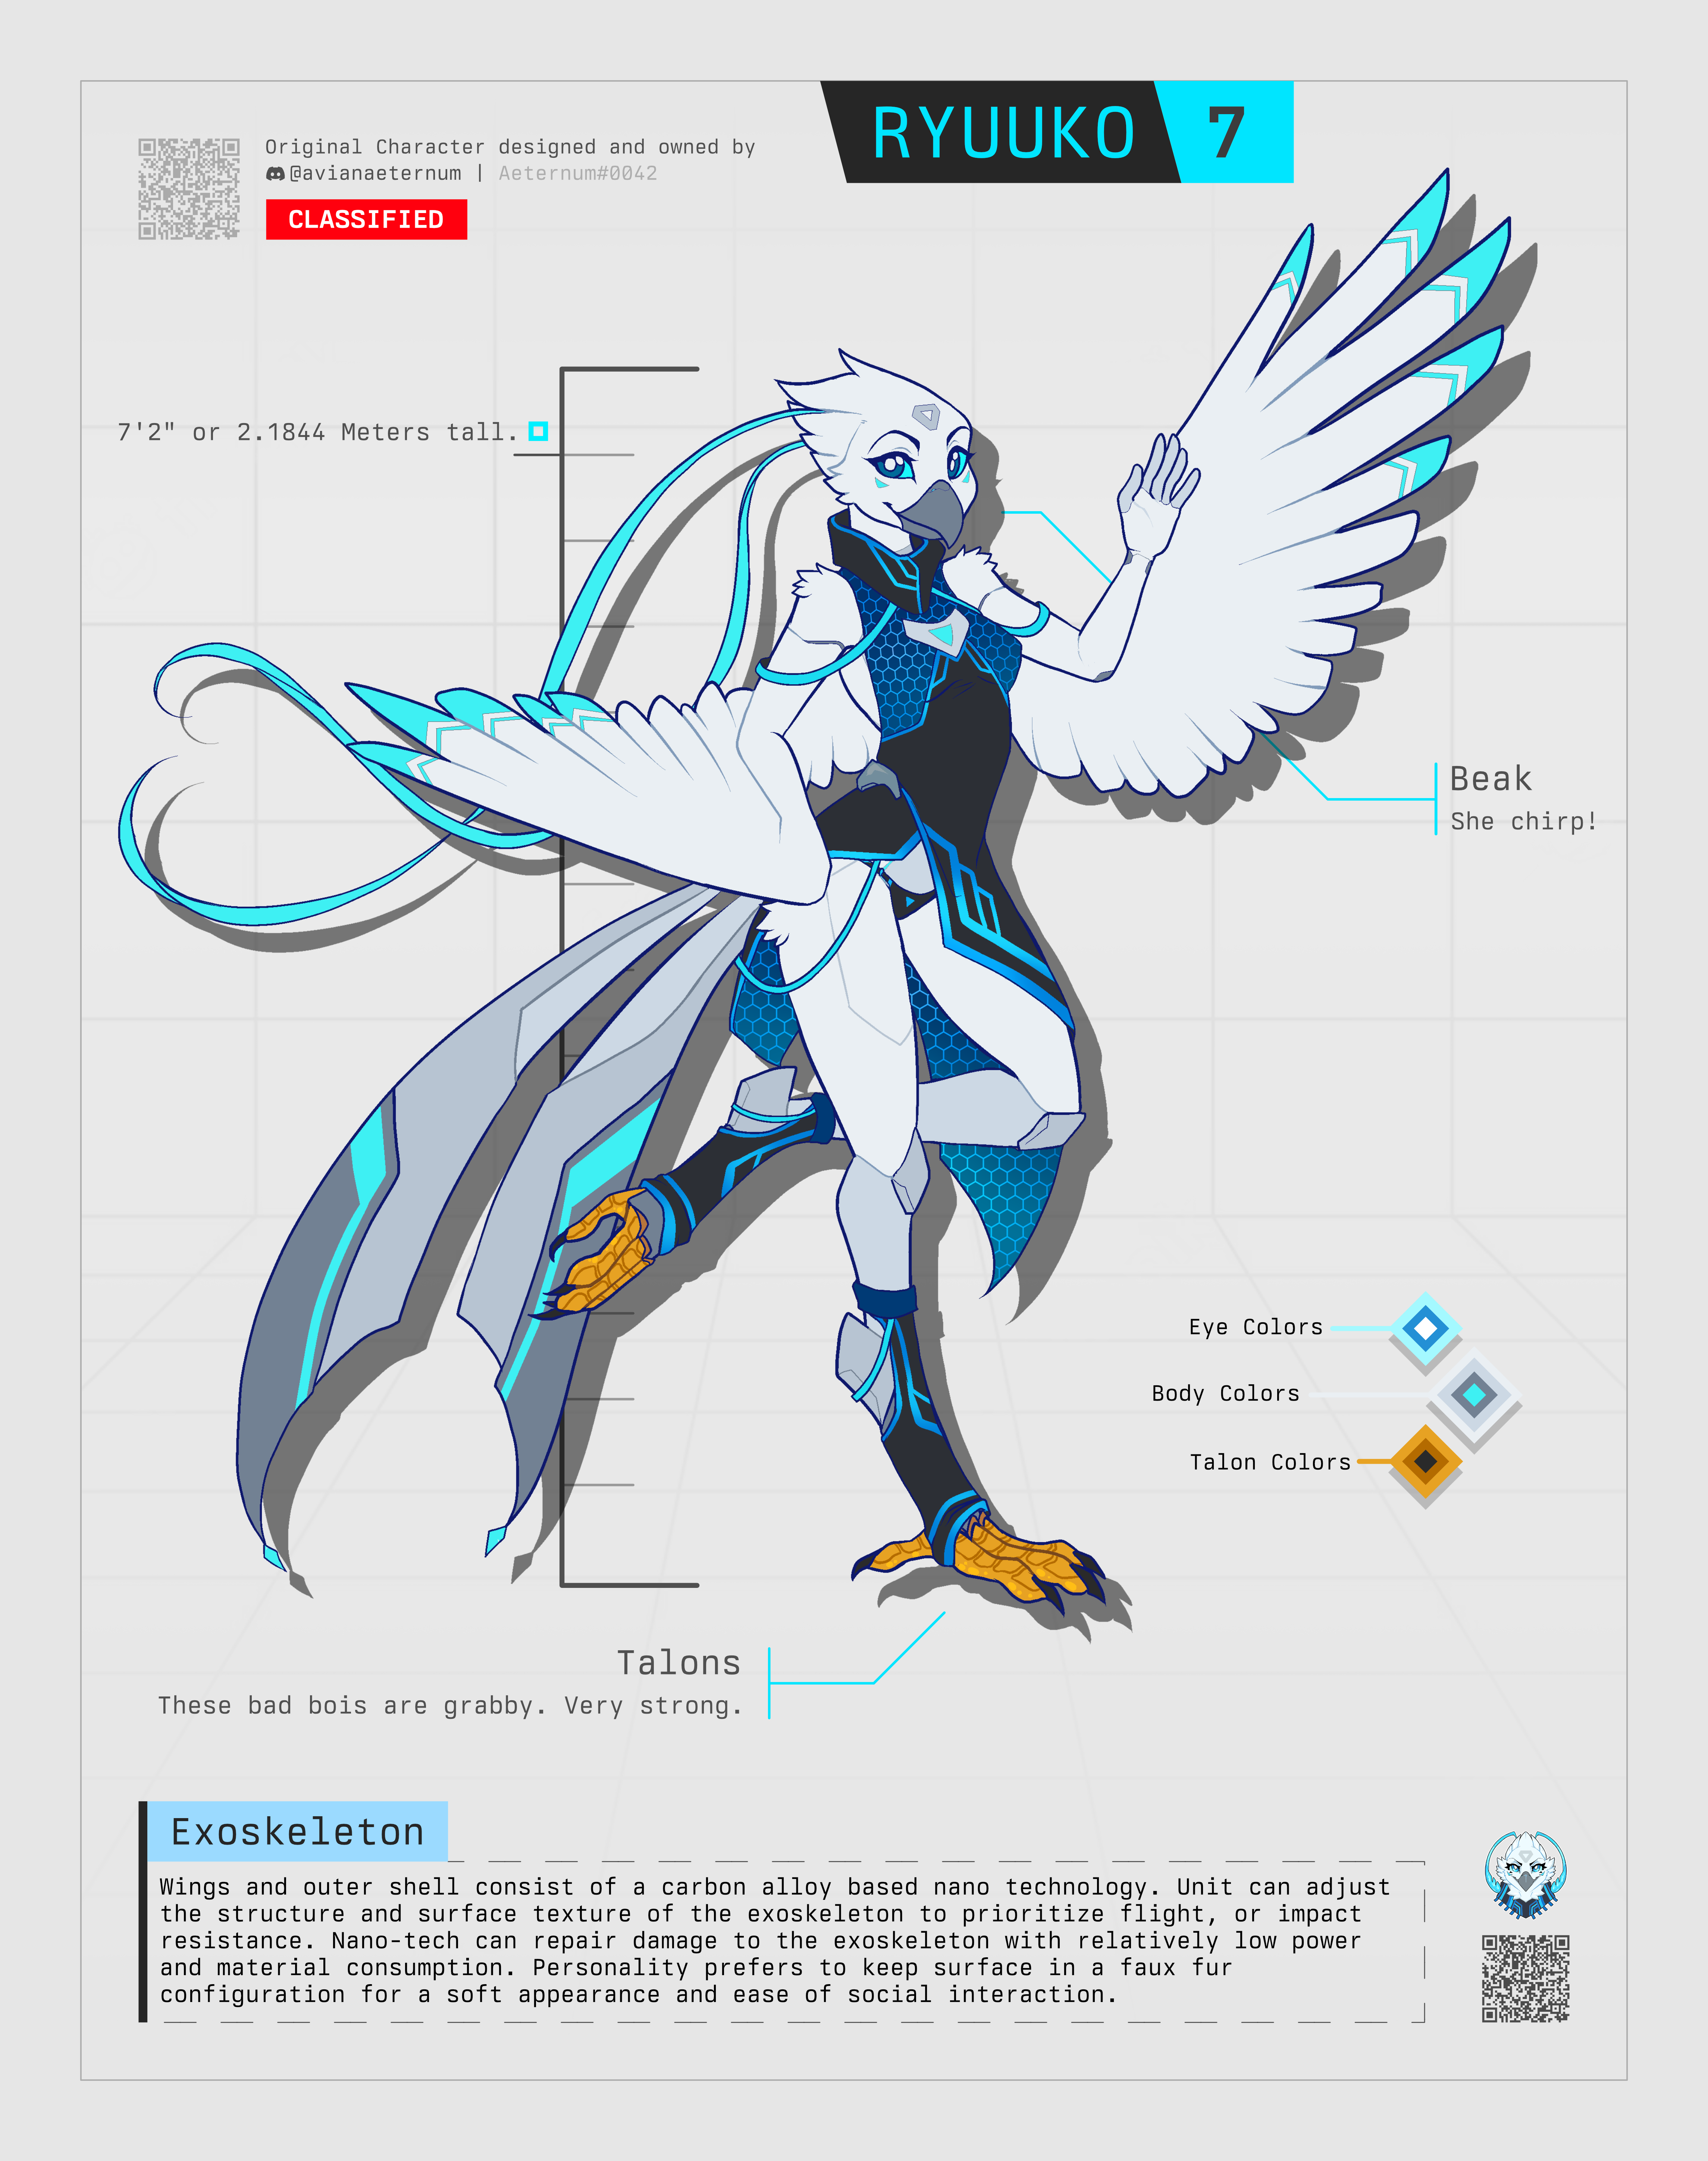 RYUUKO 7
Original Character designed and owned by
@avianaeternum | Aeternum#0042
CLASSIFIED
7'2" or 2.1844 Meters tall.
Beak
She chirp!
Eye Colors
Body Colors
Talon Colors
Talons
These bad bois are grabby. Very strong.
Exoskeleton
Wings and outer shell consist of a carbon alloy based nano technology. Unit can adjust
the structure and surface texture of the exoskeleton to prioritize flight, or impact
resistance. Nano-tech can repair damage to the exoskeleton with relatively low power
and material consumption. Personality prefers to keep surface in a faux fur
configuration for a soft appearance and ease of social interaction.